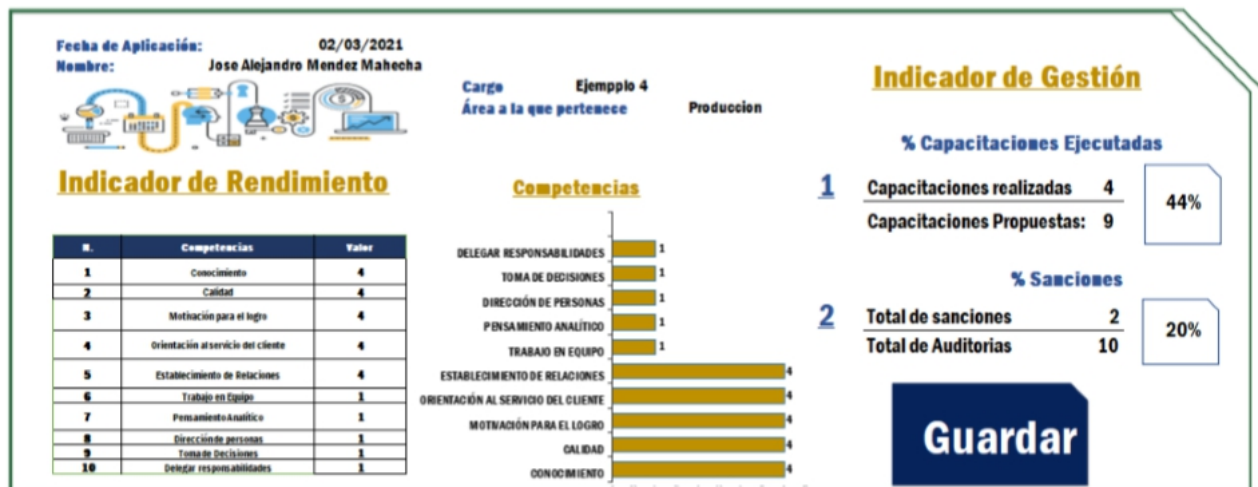 Fecha de Aplicación: 02/03/2021
Nombre: Jose Alejandro Mendez Mahecha
Cargo Ejempplo 4
Área a la que pertenece Produccion
Indicador de Rendimiento
N. Competencias Valor
1 Conocimiento 4
2 Calidad 4
3 Motivación para el logro 4
4 Orientación al servicio del cliente 4
5 Establecimiento de Relaciones 4
6 Trabajo en Equipo 1
7 Pensamiento Analítico 1
8 Dirección de personas 1
9 Toma de Decisiones 1
10 Delegar responsabilidades 1
Competencias
DELEGAR RESPONSABILIDADES 1
TOMA DE DECISIONES 1
DIRECCIÓN DE PERSONAS 1
PENSAMIENTO ANALÍTICO 1
TRABAJO EN EQUIPO 1
ESTABLECIMIENTO DE RELACIONES 4
ORIENTACIÓN AL SERVICIO DEL CLIENTE 4
MOTIVACIÓN PARA EL LOGRO 4
CALIDAD 4
CONOCIMIENTO 4
Indicador de Gestión
% Capacitaciones Ejecutadas
1 Capacitaciones realizadas 4
Capacitaciones Propuestas: 9
44%
% Sanciones
2 Total de sanciones 2
Total de Auditorias 10
20%
Guardar